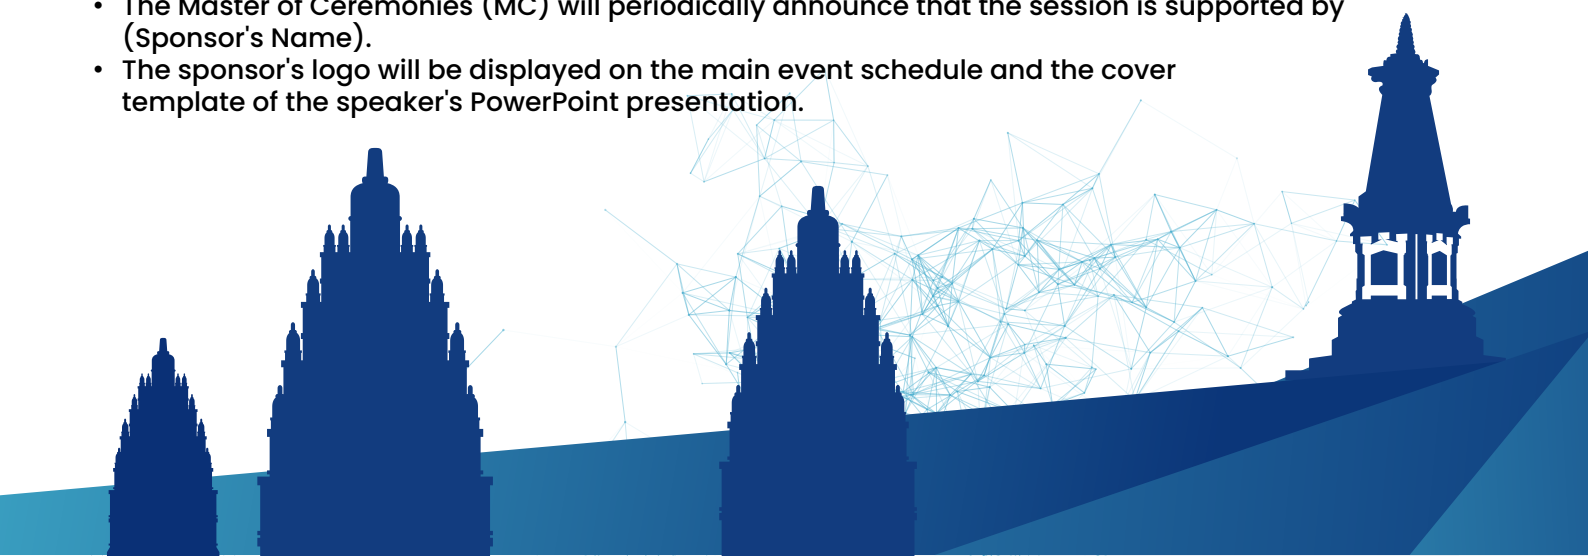 • The Master of Ceremonies (MC) will periodically announce that the session is supported by
(Sponsor's Name).
• The sponsor's logo will be displayed on the main event schedule and the cover
template of the speaker's PowerPoint presentation.